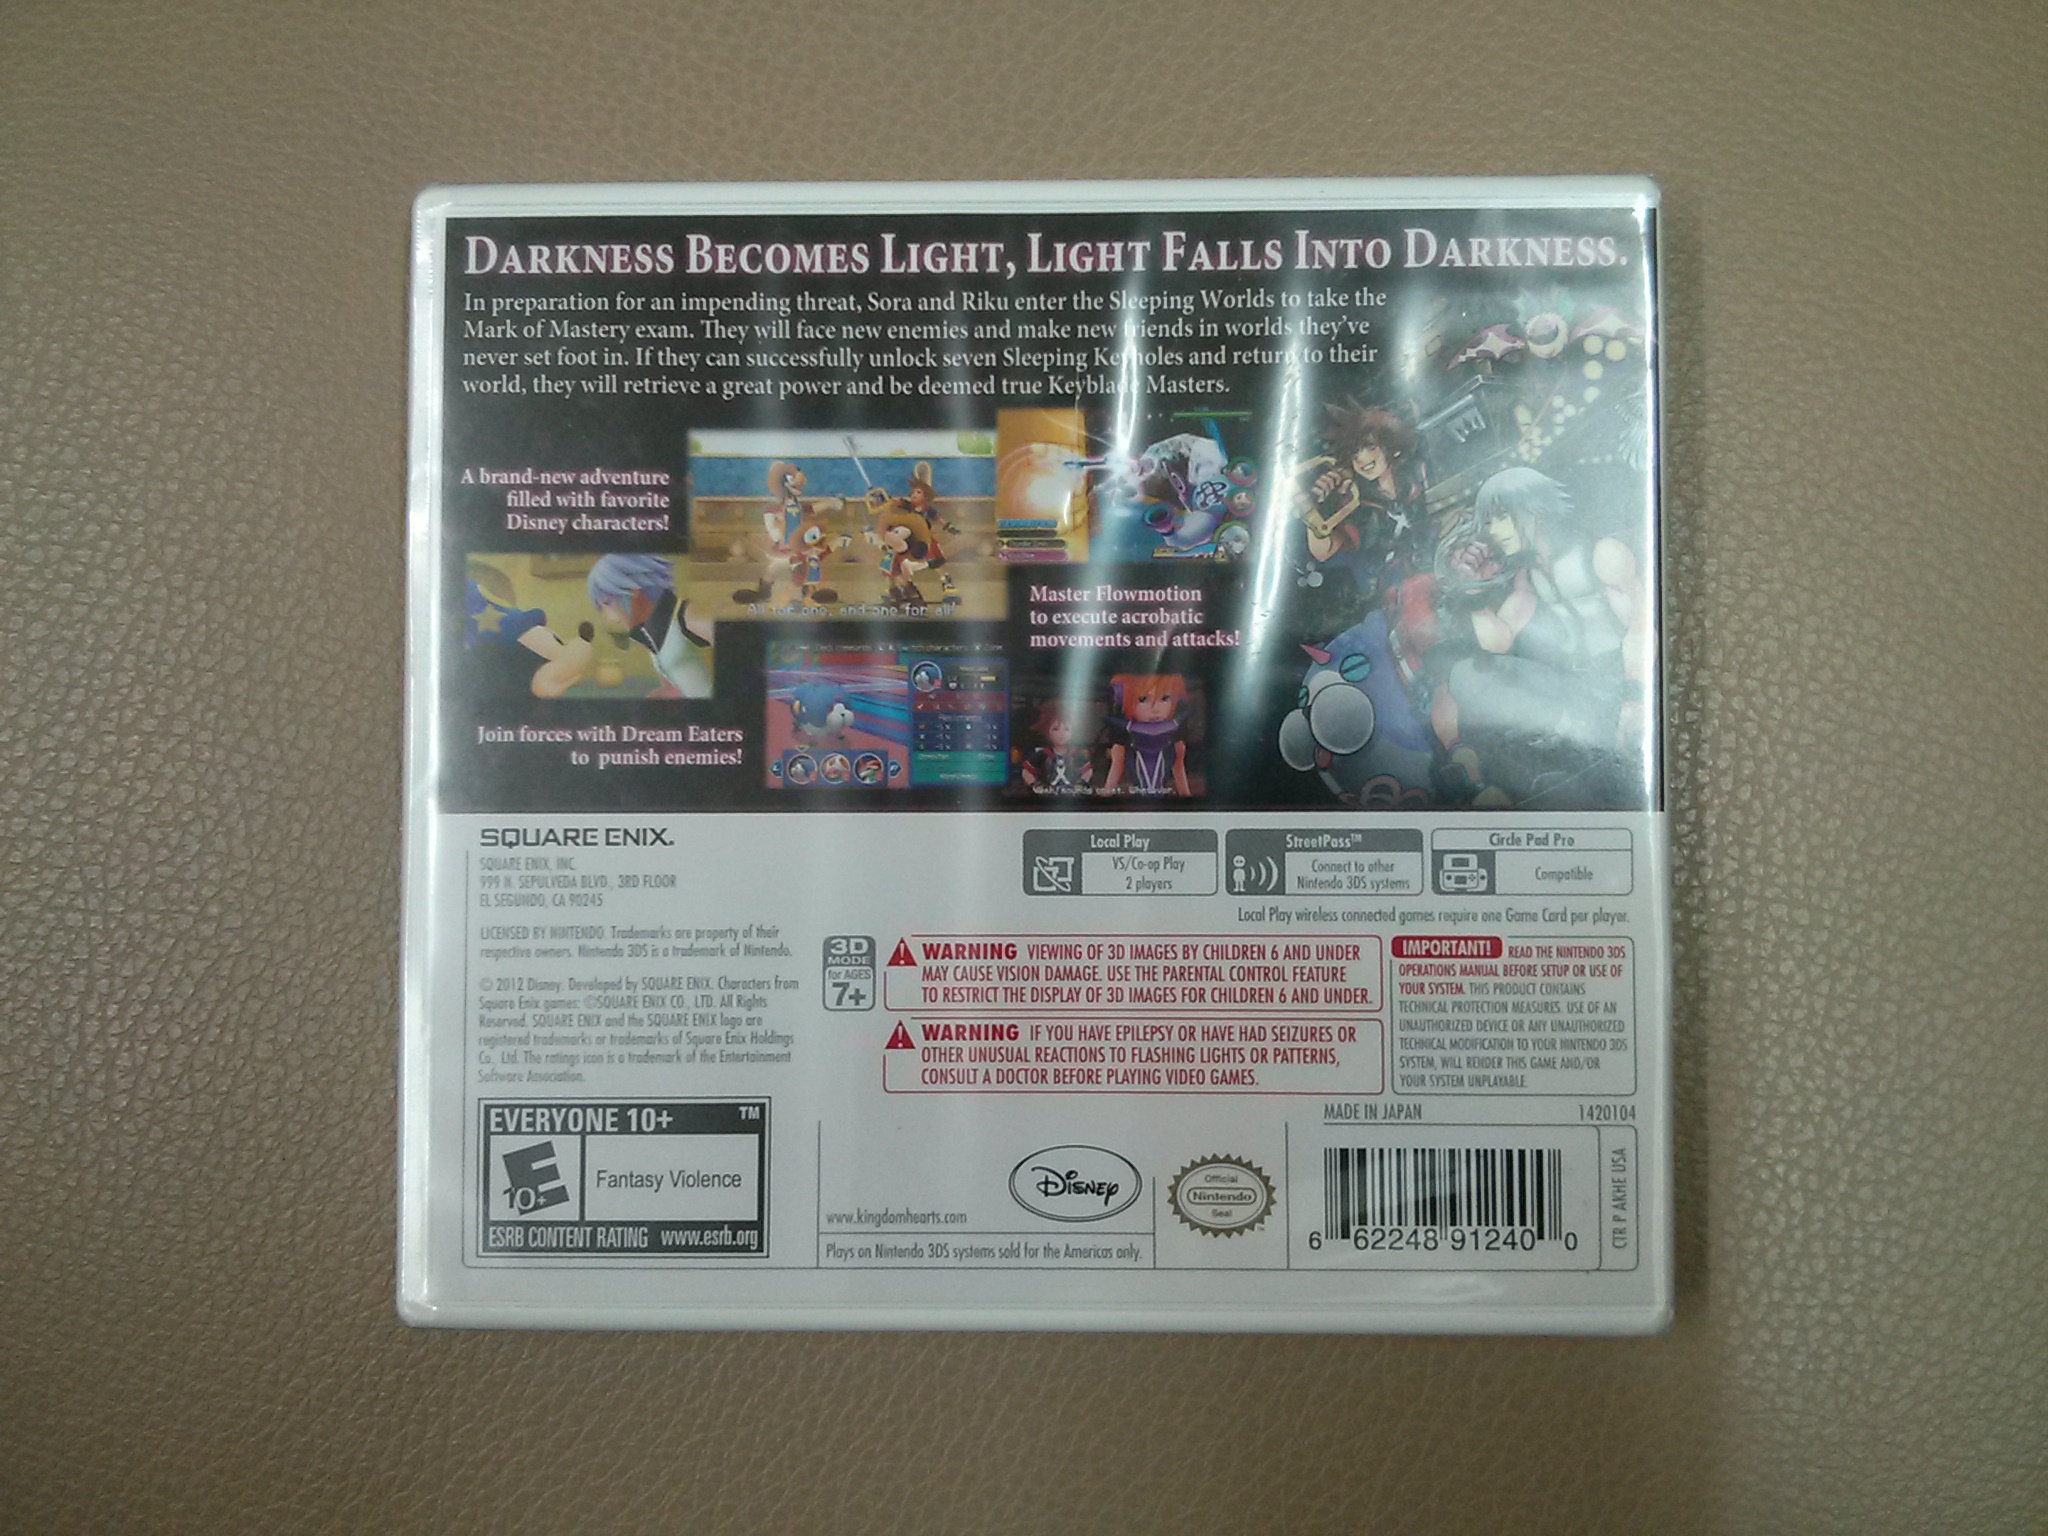 DARKNESS BECOMES LIGHT, LIGHT FALLS INTO DARKNESS.
In preparation for an impending threat, Sora and Riku enter the Sleeping Worlds to take the
Mark of Mastery exam. They will face new enemies and make new friends in worlds they've
never set foot in. If they can successfully unlock seven Sleeping Keyholes and return to their
world, they will retrieve a great power and be deemed true Keyblade Masters.
A brand-new adventure
filled with favorite
Disney characters!
All for one, and one for all!
Master Flowmotion
to execute acrobatic
movements and attacks!
Join forces with Dream Eaters
to punish enemies!
SQUARE ENIX.
SQUARE ENIX, INC.
999 N. SEPULVEDA BLVD., 3RD FLOOR
EL SEGUNDO, CA 90245
Local Play
VS/Co-op Play
2 players
StreetPass™
Connect to other
Nintendo 3DS systems
Circle Pad Pro
Compatible
Local Play wireless connected games require one Game Card per player.
LICENSED BY NINTENDO. Trademarks are property of their
respective owners. Nintendo 3DS is a trademark of Nintendo.
© 2012 Disney. Developed by SQUARE ENIX. Characters from
Square Enix games: ©SQUARE ENIX CO., LTD. All Rights
Reserved. SQUARE ENIX and the SQUARE ENIX logo are
registered trademarks or trademarks of Square Enix Holdings
Co., Ltd. The ratings icon is a trademark of the Entertainment
Software Association.
3D
MODE
for AGES
7+
WARNING VIEWING OF 3D IMAGES BY CHILDREN 6 AND UNDER
MAY CAUSE VISION DAMAGE. USE THE PARENTAL CONTROL FEATURE
TO RESTRICT THE DISPLAY OF 3D IMAGES FOR CHILDREN 6 AND UNDER.
WARNING IF YOU HAVE EPILEPSY OR HAVE HAD SEIZURES OR
OTHER UNUSUAL REACTIONS TO FLASHING LIGHTS OR PATTERNS,
CONSULT A DOCTOR BEFORE PLAYING VIDEO GAMES.
IMPORTANT! READ THE NINTENDO 3DS
OPERATIONS MANUAL BEFORE SETUP OR USE OF
YOUR SYSTEM. THIS PRODUCT CONTAINS
TECHNICAL PROTECTION MEASURES. USE OF AN
UNAUTHORIZED DEVICE OR ANY UNAUTHORIZED
TECHNICAL MODIFICATION TO YOUR NINTENDO 3DS
SYSTEM, WILL RENDER THIS GAME AND/OR
YOUR SYSTEM UNPLAYABLE.
EVERYONE 10+ ™
E
10+
Fantasy Violence
ESRB CONTENT RATING www.esrb.org
www.kingdomhearts.com
Plays on Nintendo 3DS systems sold for the Americas only.
Disney
Official
Nintendo
Seal
MADE IN JAPAN 1420104
6 62248 91240 0
CTR P AKHE USA